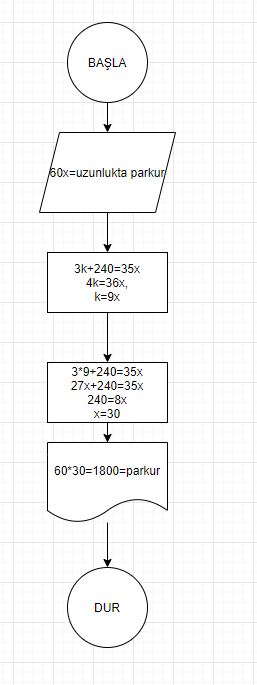 BAŞLA
60x=uzunlukta parkur
3k+240=35x
4k=36x,
k=9x
3*9+240=35x
27x+240=35x
240=8x
x=30
60*30=1800=parkur
DUR